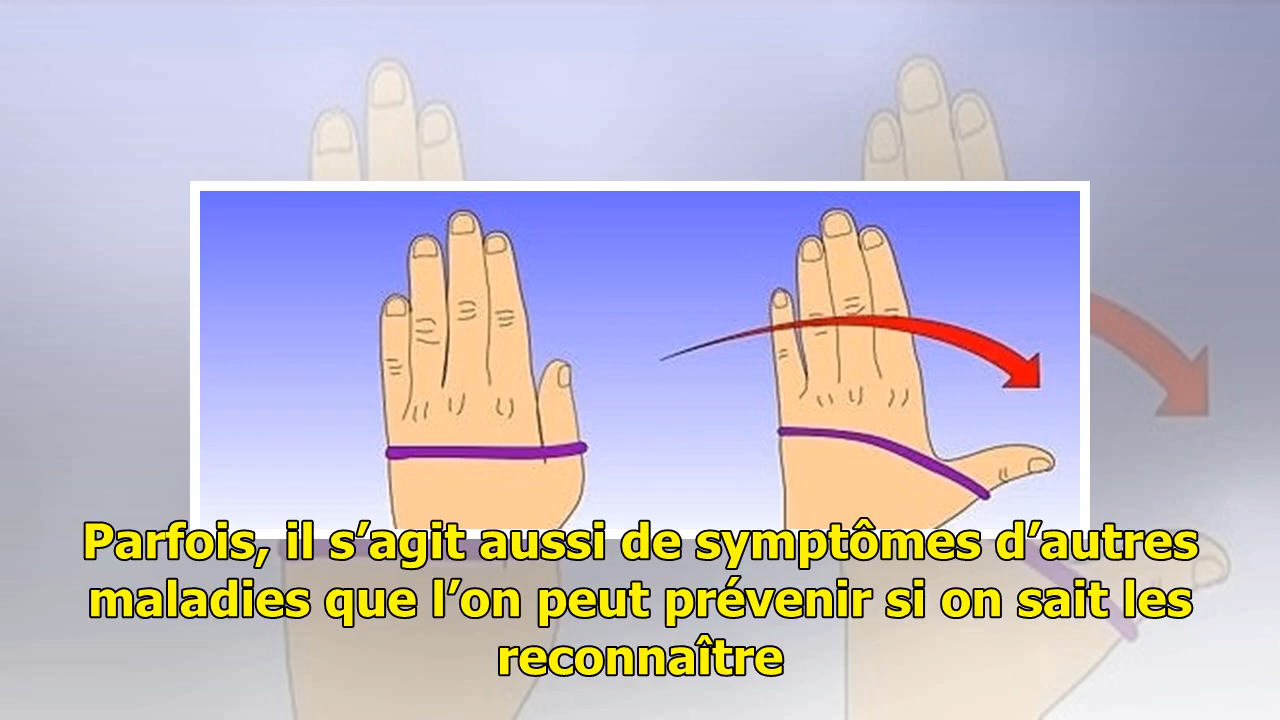 Parfois, il s’agit aussi de symptômes d’autres
maladies que l’on peut prévenir si on sait les
reconnaître